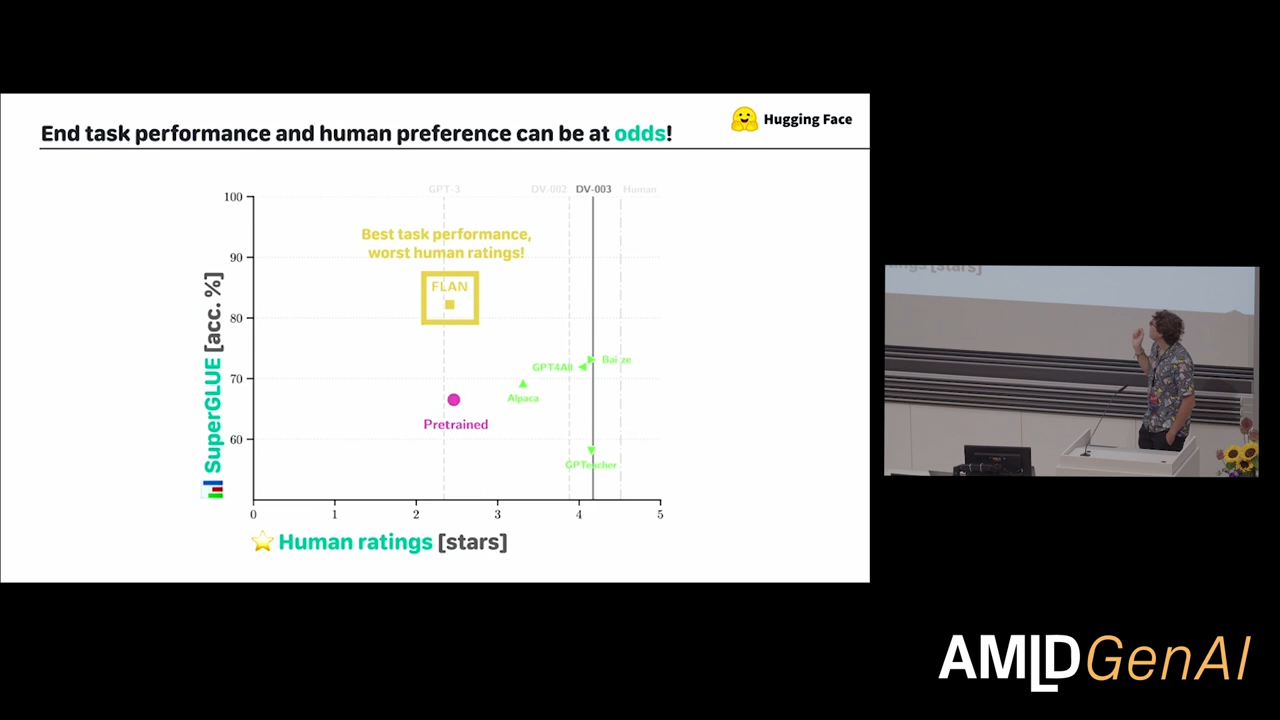 End task performance and human preference can be at odds!
Hugging Face
GPT-3
DV-002
DV-003
Human
100
90
80
70
60
SuperGLUE [acc. %]
Best task performance,
worst human ratings!
FLAN
Baize
GPT4All
Alpaca
Pretrained
GPTeacher
0 1 2 3 4 5
Human ratings [stars]
[stars]
AMLD GenAI